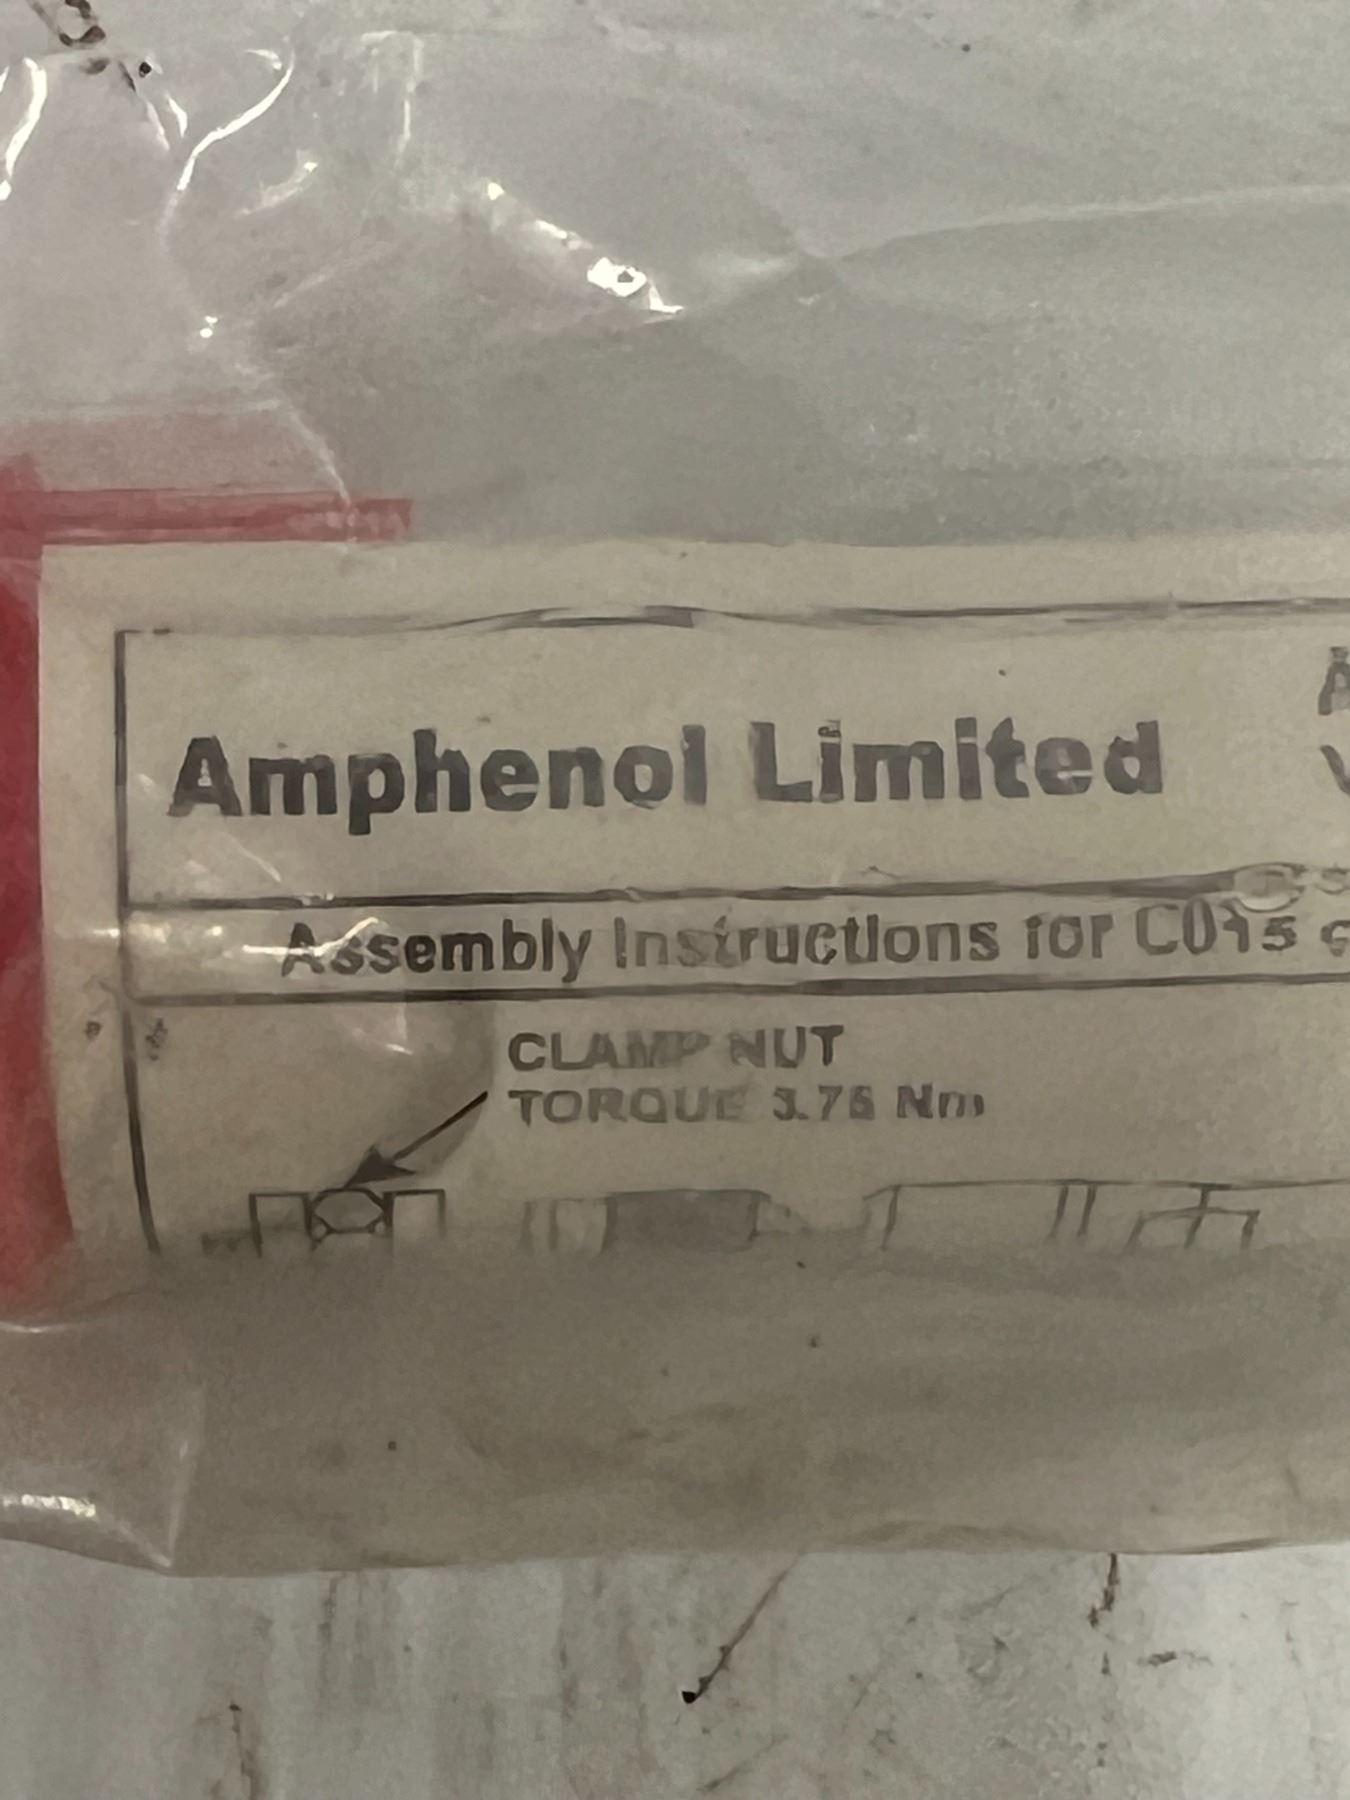 Amphenol Limited
Assembly Instructions for C015
CLAMP NUT
TORQUE 3.75 Nm